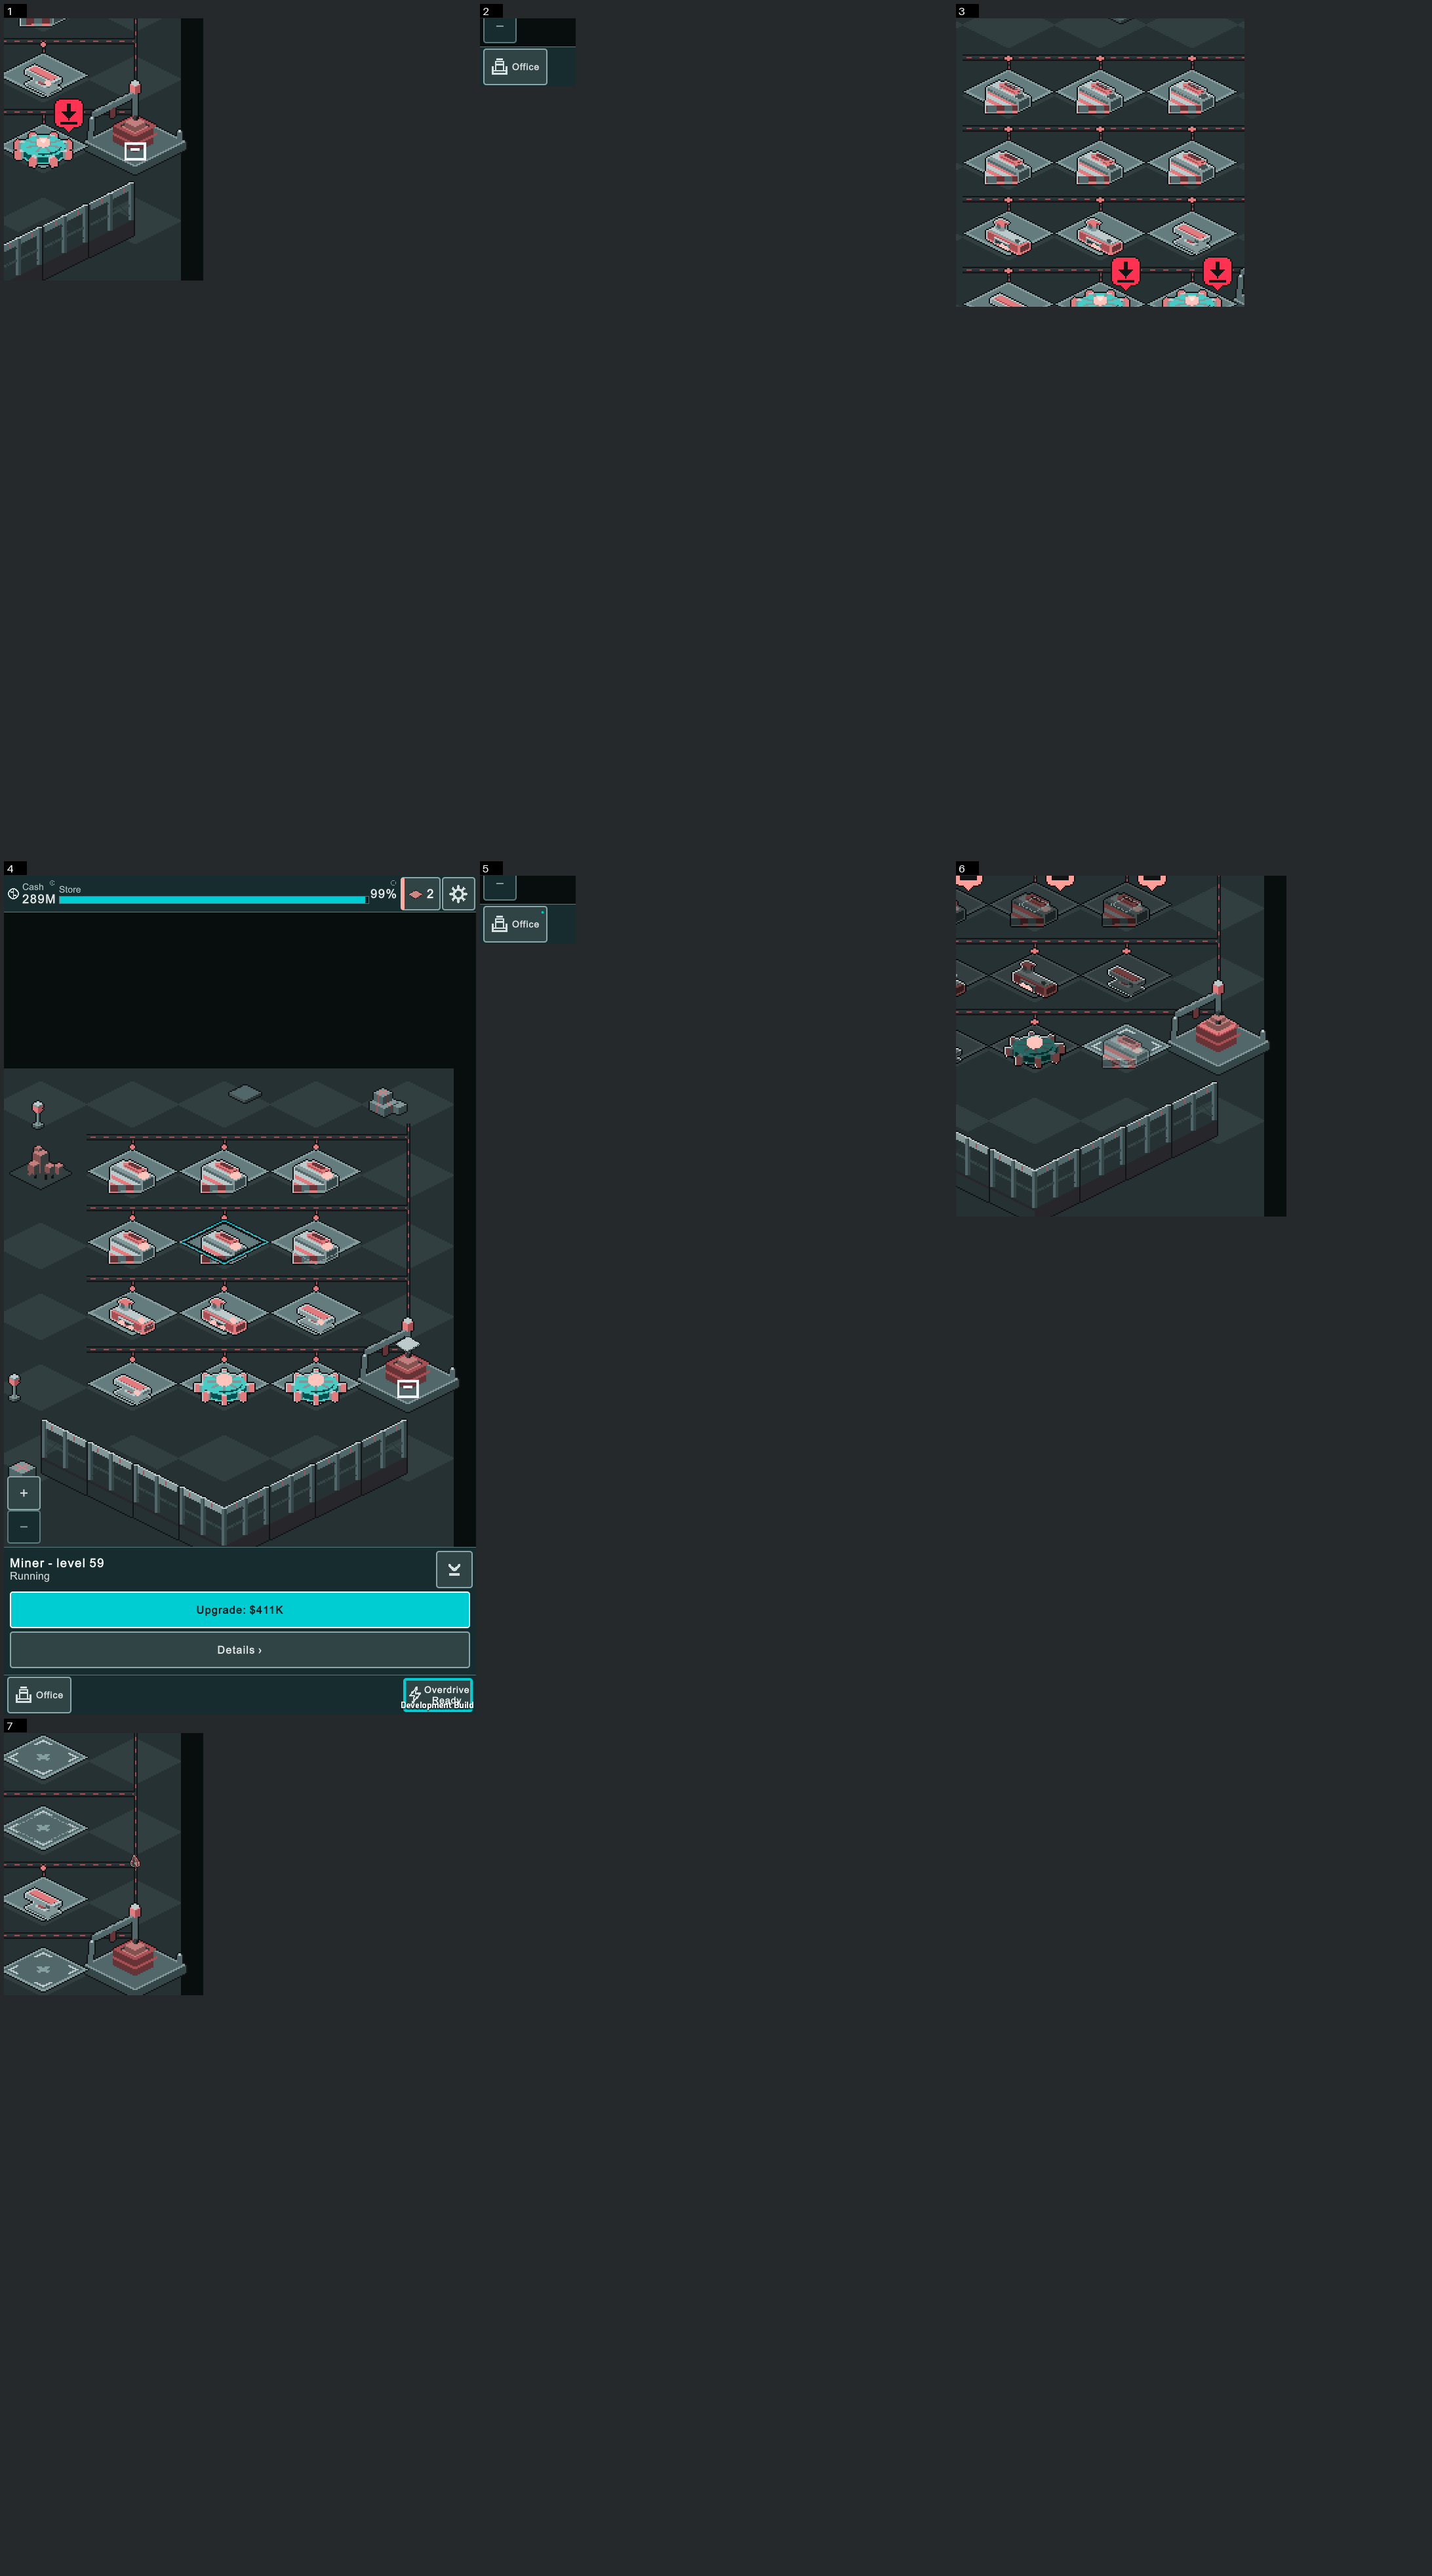 1
2
3
Office
4
Cash
Store
289M
99%
2
+
−
Miner - level 59
Running
Upgrade: $411K
Details ›
Office
Overdrive
Ready
Development Build
5
Office
6
7